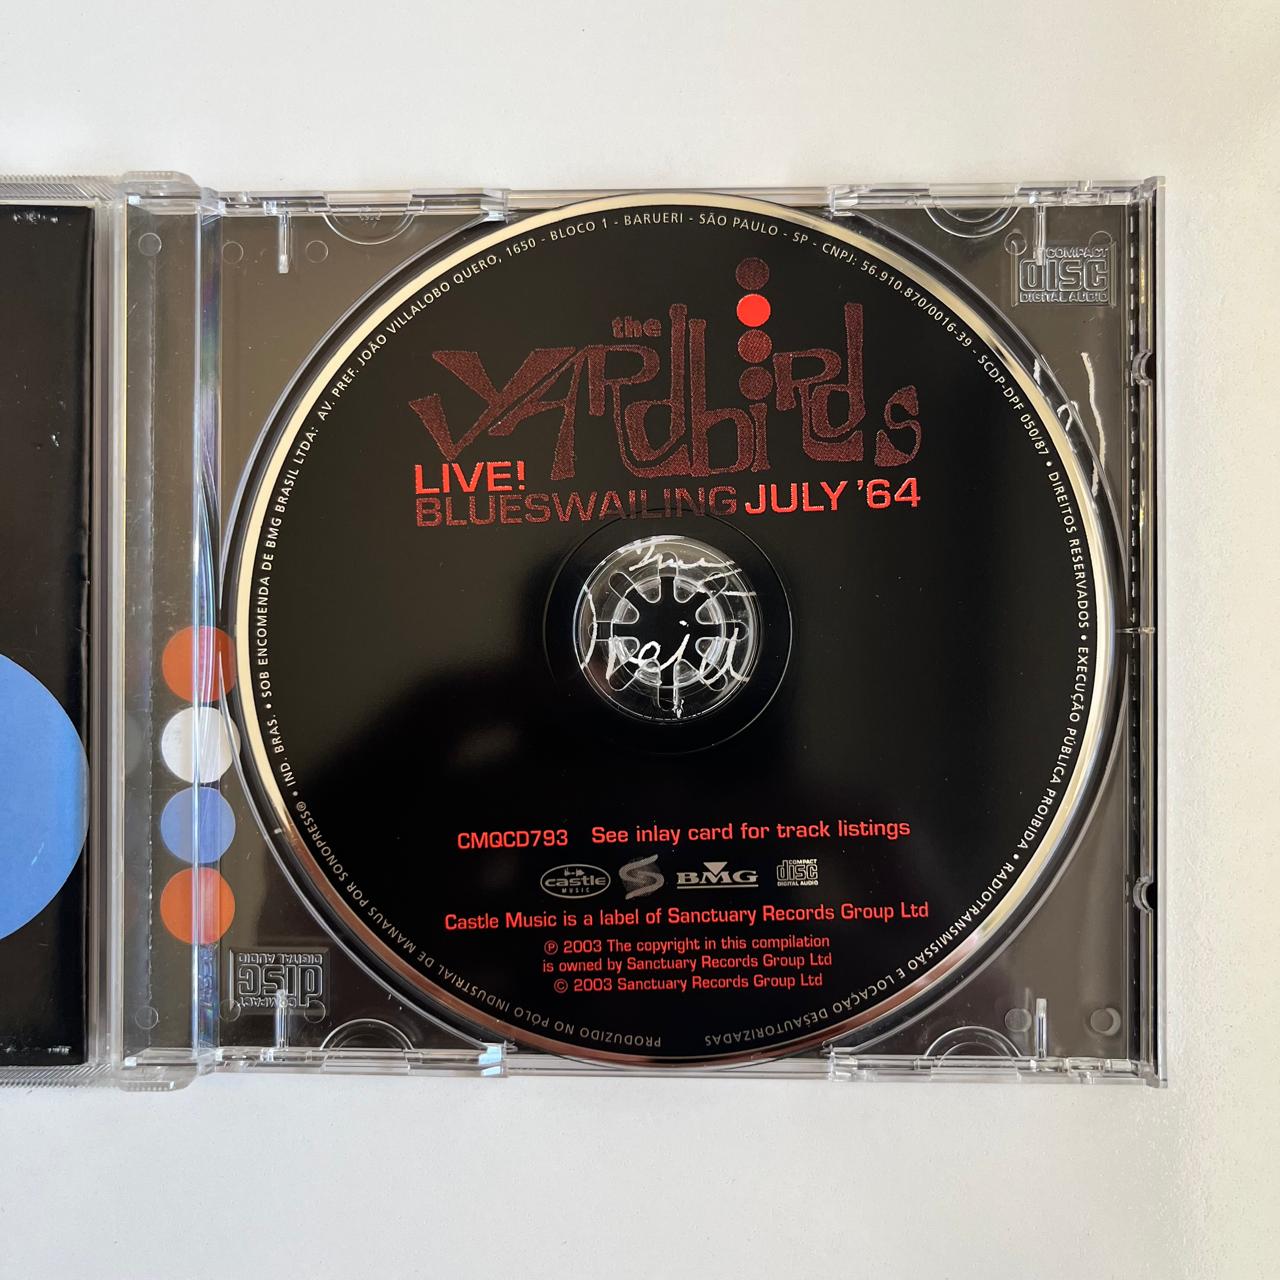 AV. PREF. JOÃO VILLALOBO QUERO, 1650 - BLOCO 1 - BARUERI - SÃO PAULO - SP - CNPJ: 56.910.870/0016-39 - SCDP-DPF 050/87 • DIREITOS RESERVADOS • EXECUÇÃO PÚBLICA PROIBIDA • RADIOTRANSMISSÃO E LOCAÇÃO DESAUTORIZADAS
PRODUZIDO NO PÓLO INDUSTRIAL DE MANAUS POR SONOPRESS® • IND. BRAS. • SOB ENCOMENDA DE BMG BRASIL LTDA:
COMPACT
disc
DIGITAL AUDIO
the
YARDbiRds
LIVE!
BLUESWAILING JULY '64
CMQCD793 See inlay card for track listings
castle
MUSIC
S
BMG
COMPACT
disc
DIGITAL AUDIO
Castle Music is a label of Sanctuary Records Group Ltd
℗ 2003 The copyright in this compilation
is owned by Sanctuary Records Group Ltd
© 2003 Sanctuary Records Group Ltd
COMPACT
disc
DIGITAL AUDIO